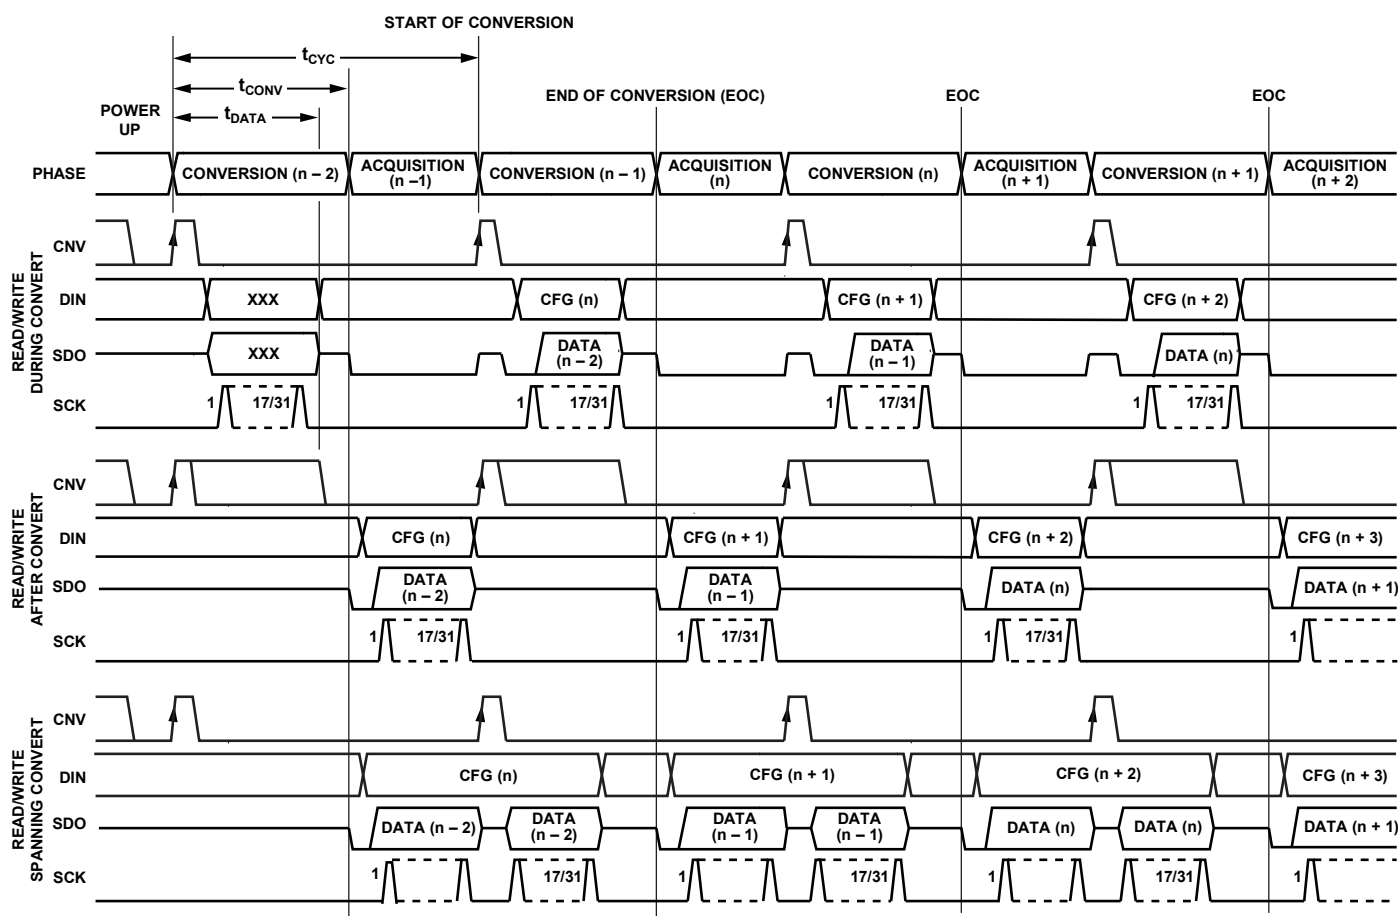 START OF CONVERSION
tCYC
tCONV
tDATA
POWER
UP
END OF CONVERSION (EOC)
EOC
EOC
PHASE
CONVERSION (n – 2)
ACQUISITION
(n –1)
CONVERSION (n – 1)
ACQUISITION
(n)
CONVERSION (n)
ACQUISITION
(n + 1)
CONVERSION (n + 1)
ACQUISITION
(n + 2)
READ/WRITE
DURING CONVERT
CNV
DIN
XXX
CFG (n)
CFG (n + 1)
CFG (n + 2)
SDO
XXX
DATA
(n – 2)
DATA
(n – 1)
DATA (n)
SCK
1
17/31
1
17/31
1
17/31
1
17/31
READ/WRITE
AFTER CONVERT
CNV
DIN
CFG (n)
CFG (n + 1)
CFG (n + 2)
CFG (n + 3)
SDO
DATA
(n – 2)
DATA
(n – 1)
DATA (n)
DATA (n + 1)
SCK
1
17/31
1
17/31
1
17/31
1
READ/WRITE
SPANNING CONVERT
CNV
DIN
CFG (n)
CFG (n + 1)
CFG (n + 2)
CFG (n + 3)
SDO
DATA (n – 2)
DATA
(n – 2)
DATA
(n – 1)
DATA
(n – 1)
DATA (n)
DATA (n)
DATA (n + 1)
SCK
1
17/31
1
17/31
1
17/31
1